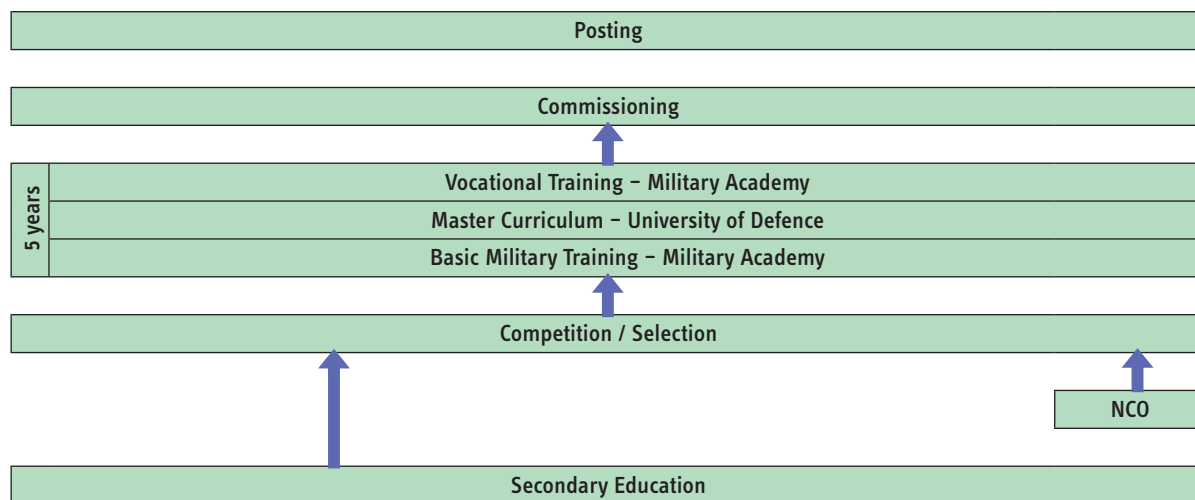 Posting
Commissioning
5 years
Vocational Training – Military Academy
Master Curriculum – University of Defence
Basic Military Training – Military Academy
Competition / Selection
NCO
Secondary Education